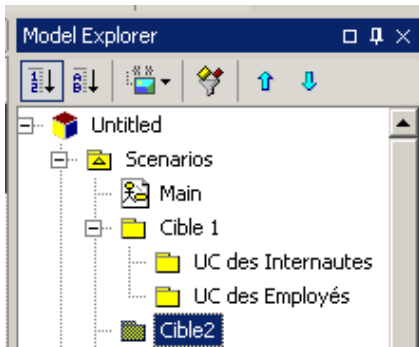 Model Explorer
Untitled
Scenarios
Main
Cible 1
UC des Internautes
UC des Employés
Cible2